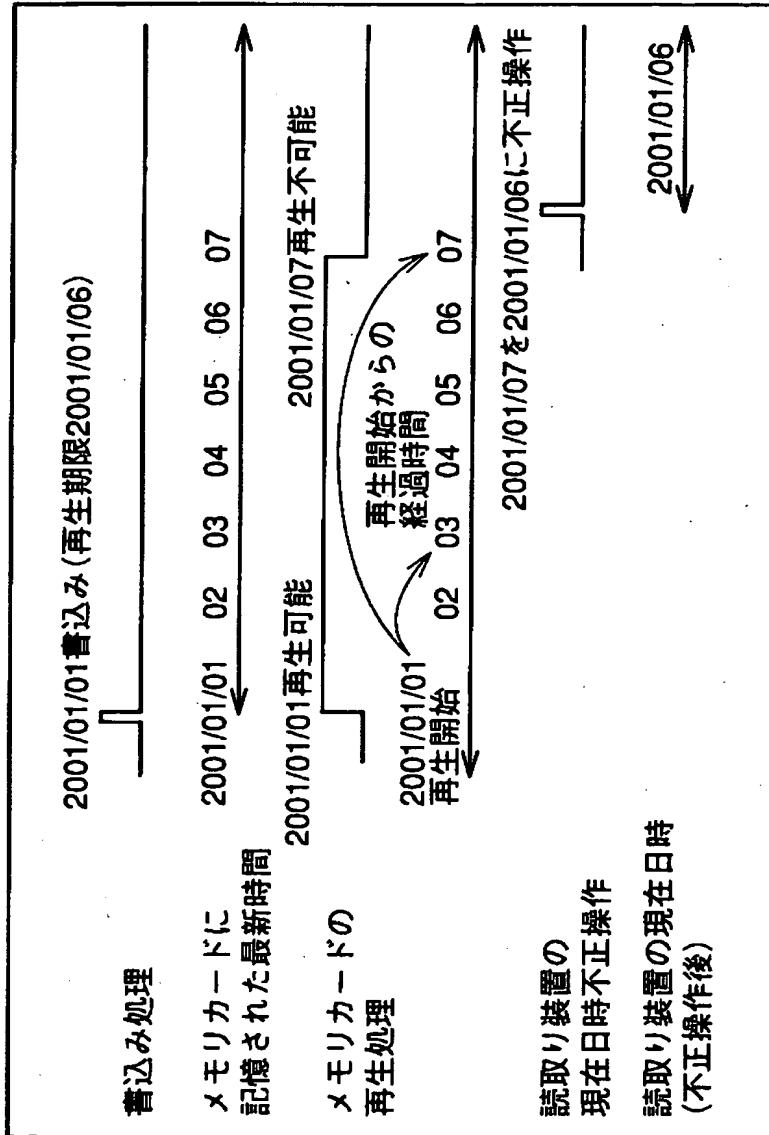 書込み処理
2001/01/01書込み(再生期限2001/01/06)
メモリカードに
記憶された最新時間
2001/01/01 02 03 04 05 06 07
メモリカードの
再生処理
2001/01/01再生可能
2001/01/07再生不可能
再生開始からの
経過時間
2001/01/01 02 03 04 05 06 07
再生開始
読取り装置の
現在日時不正操作
2001/01/07を2001/01/06に不正操作
読取り装置の現在日時
(不正操作後)
2001/01/06